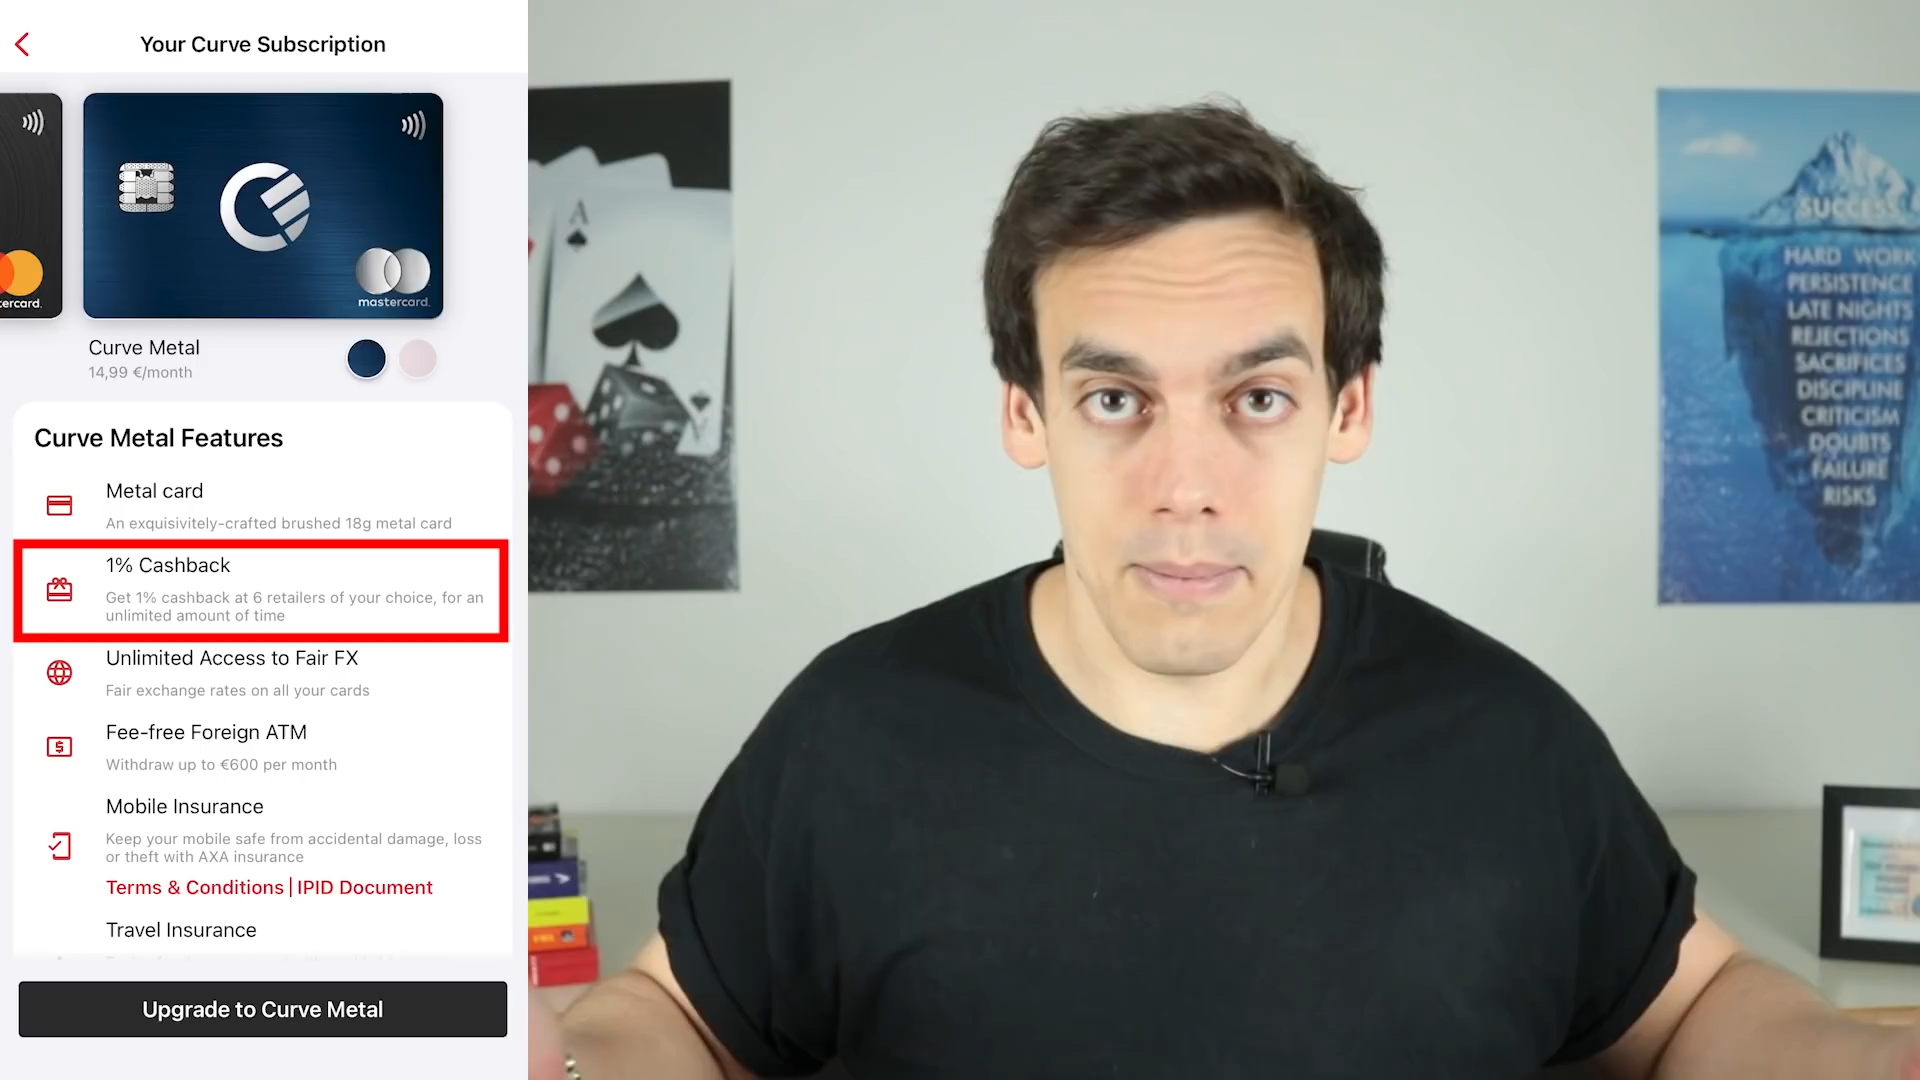 Your Curve Subscription
mastercard.
Curve Metal
14,99 €/month
Curve Metal Features
Metal card
An exquisivitely-crafted brushed 18g metal card
1% Cashback
Get 1% cashback at 6 retailers of your choice, for an
unlimited amount of time
Unlimited Access to Fair FX
Fair exchange rates on all your cards
Fee-free Foreign ATM
Withdraw up to €600 per month
Mobile Insurance
Keep your mobile safe from accidental damage, loss
or theft with AXA insurance
Terms & Conditions | IPID Document
Travel Insurance
Upgrade to Curve Metal
A
SUCCESS
HARD WORK
PERSISTENCE
LATE NIGHTS
REJECTIONS
SACRIFICES
DISCIPLINE
CRITICISM
DOUBTS
FAILURE
RISKS